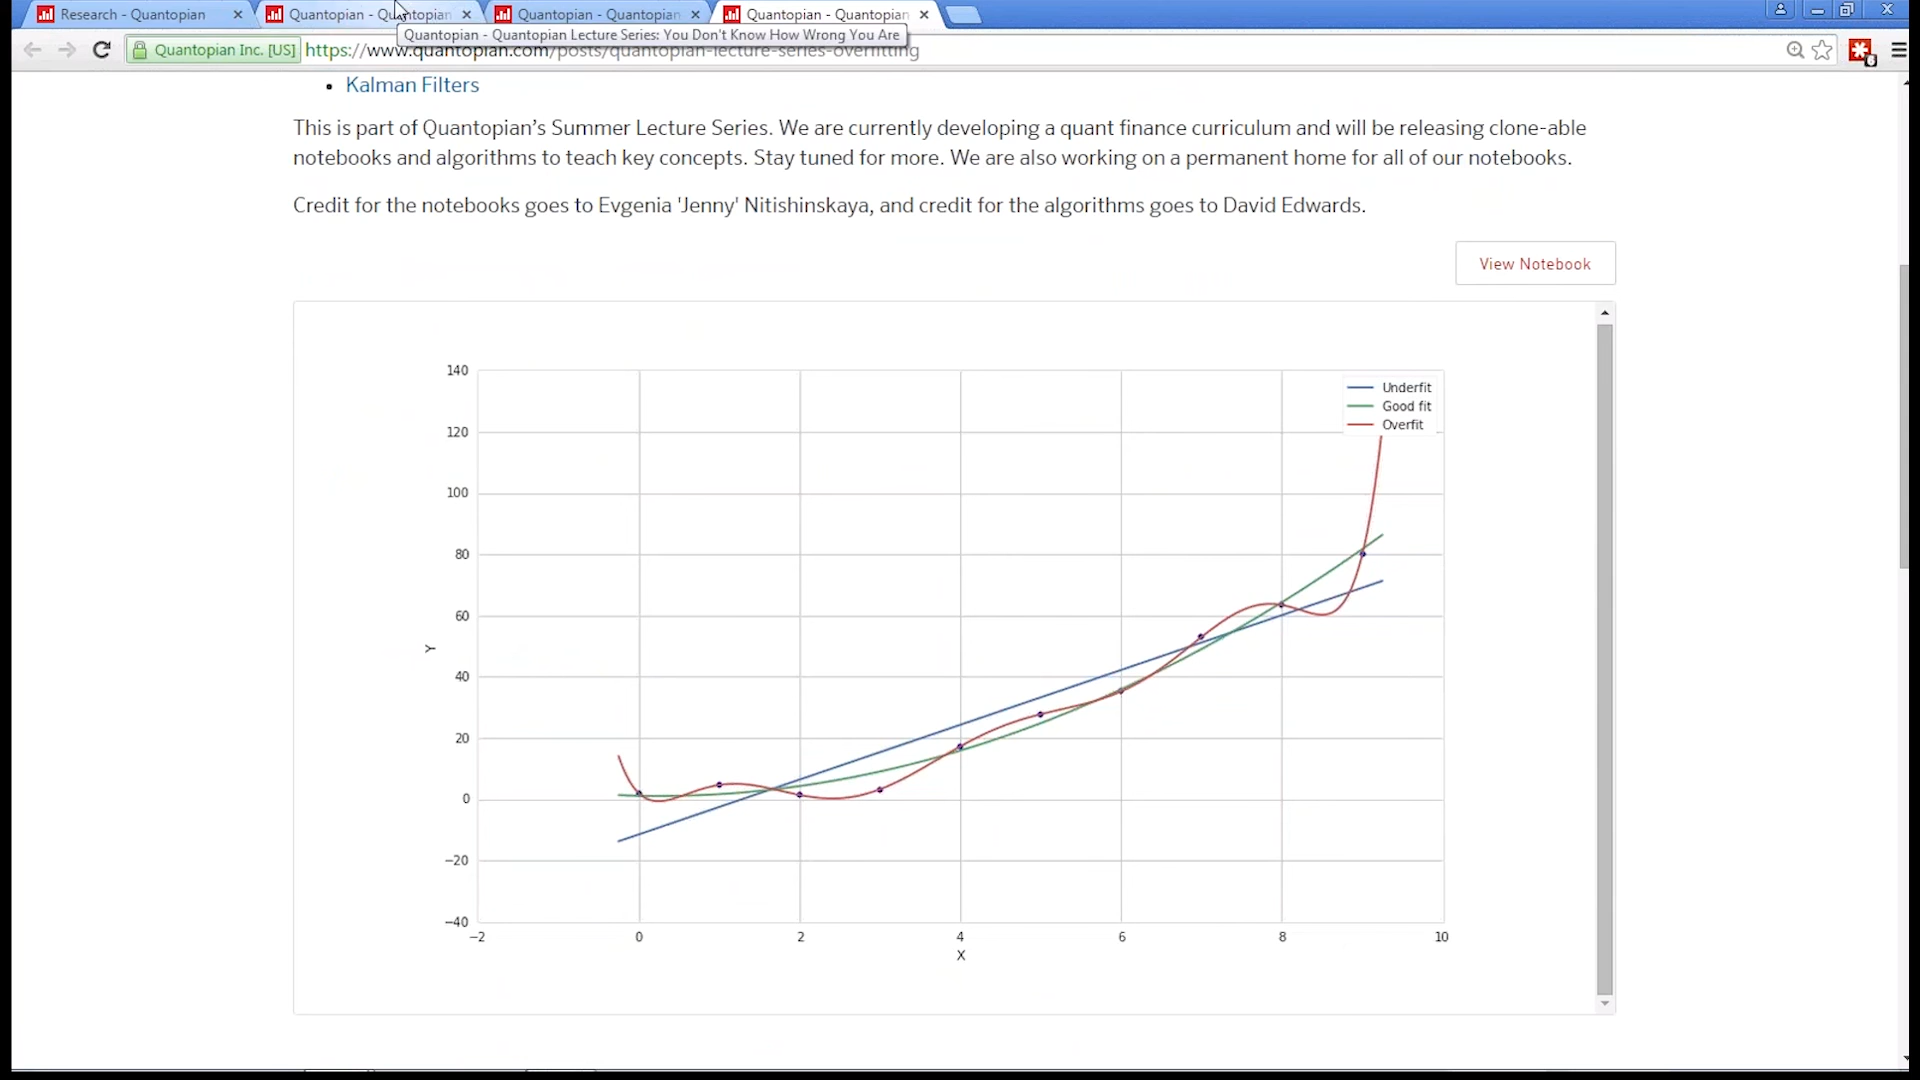 Research - Quantopian
Quantopian - Quantopian
Quantopian - Quantopian
Quantopian - Quantopian
Quantopian - Quantopian Lecture Series: You Don't Know How Wrong You Are
Quantopian Inc. [US] https://www.quantopian.com/posts/quantopian-lecture-series-overfitting
• Kalman Filters
This is part of Quantopian’s Summer Lecture Series. We are currently developing a quant finance curriculum and will be releasing clone-able
notebooks and algorithms to teach key concepts. Stay tuned for more. We are also working on a permanent home for all of our notebooks.
Credit for the notebooks goes to Evgenia 'Jenny' Nitishinskaya, and credit for the algorithms goes to David Edwards.
View Notebook
140
Underfit
Good fit
Overfit
120
100
80
60
Y
40
20
0
−20
−40
−2 0 2 4 6 8 10
X